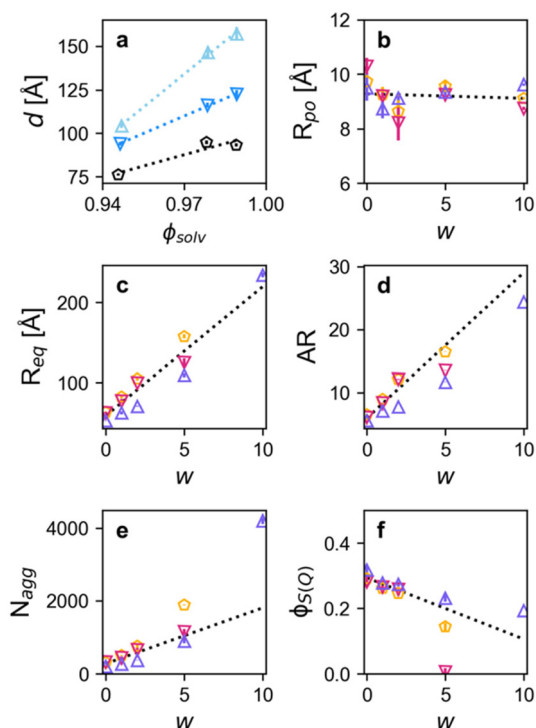 a
d [Å]
150
125
100
75
0.94
0.97
1.00
ϕsolv
b
Rpo [Å]
12
10
8
6
0
5
10
w
c
Req [Å]
200
100
0
5
10
w
d
AR
30
20
10
0
5
10
w
e
Nagg
4000
2000
0
0
5
10
w
f
ϕS(Q)
0.4
0.2
0.0
0
5
10
w